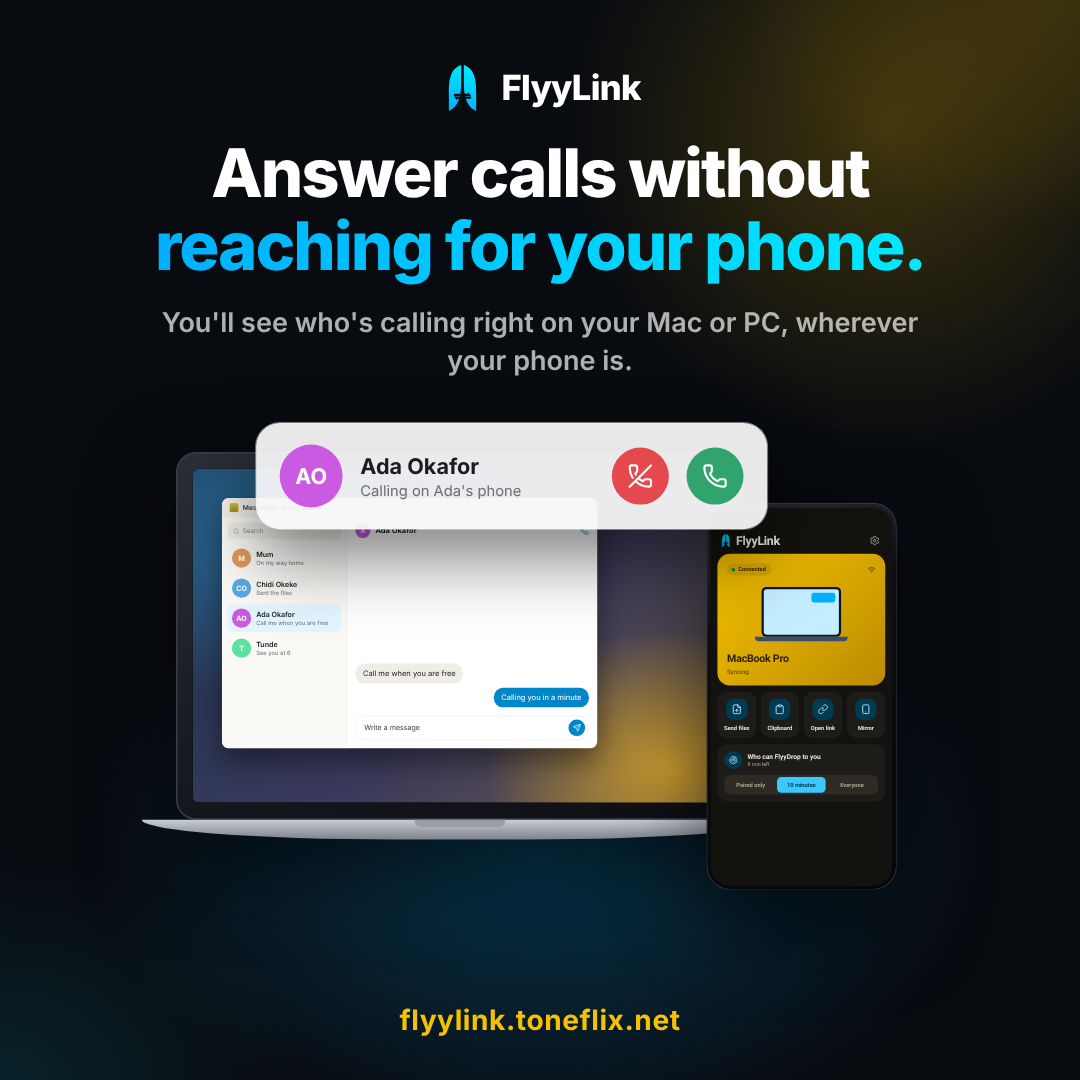 FlyyLink
Answer calls without
reaching for your phone.
You'll see who's calling right on your Mac or PC, wherever
your phone is.
AO
Ada Okafor
Calling on Ada's phone
Search
M
Mum
On my way home
CO
Chidi Okeke
Sent the files
AO
Ada Okafor
Call me when you are free
T
Tunde
See you at 6
Ada Okafor
Call me when you are free
Calling you in a minute
Write a message
FlyyLink
Connected
MacBook Pro
Syncing
Send files
Clipboard
Open link
Mirror
Who can FlyyDrop to you
Paired only
10 minutes
Everyone
flyylink.toneflix.net